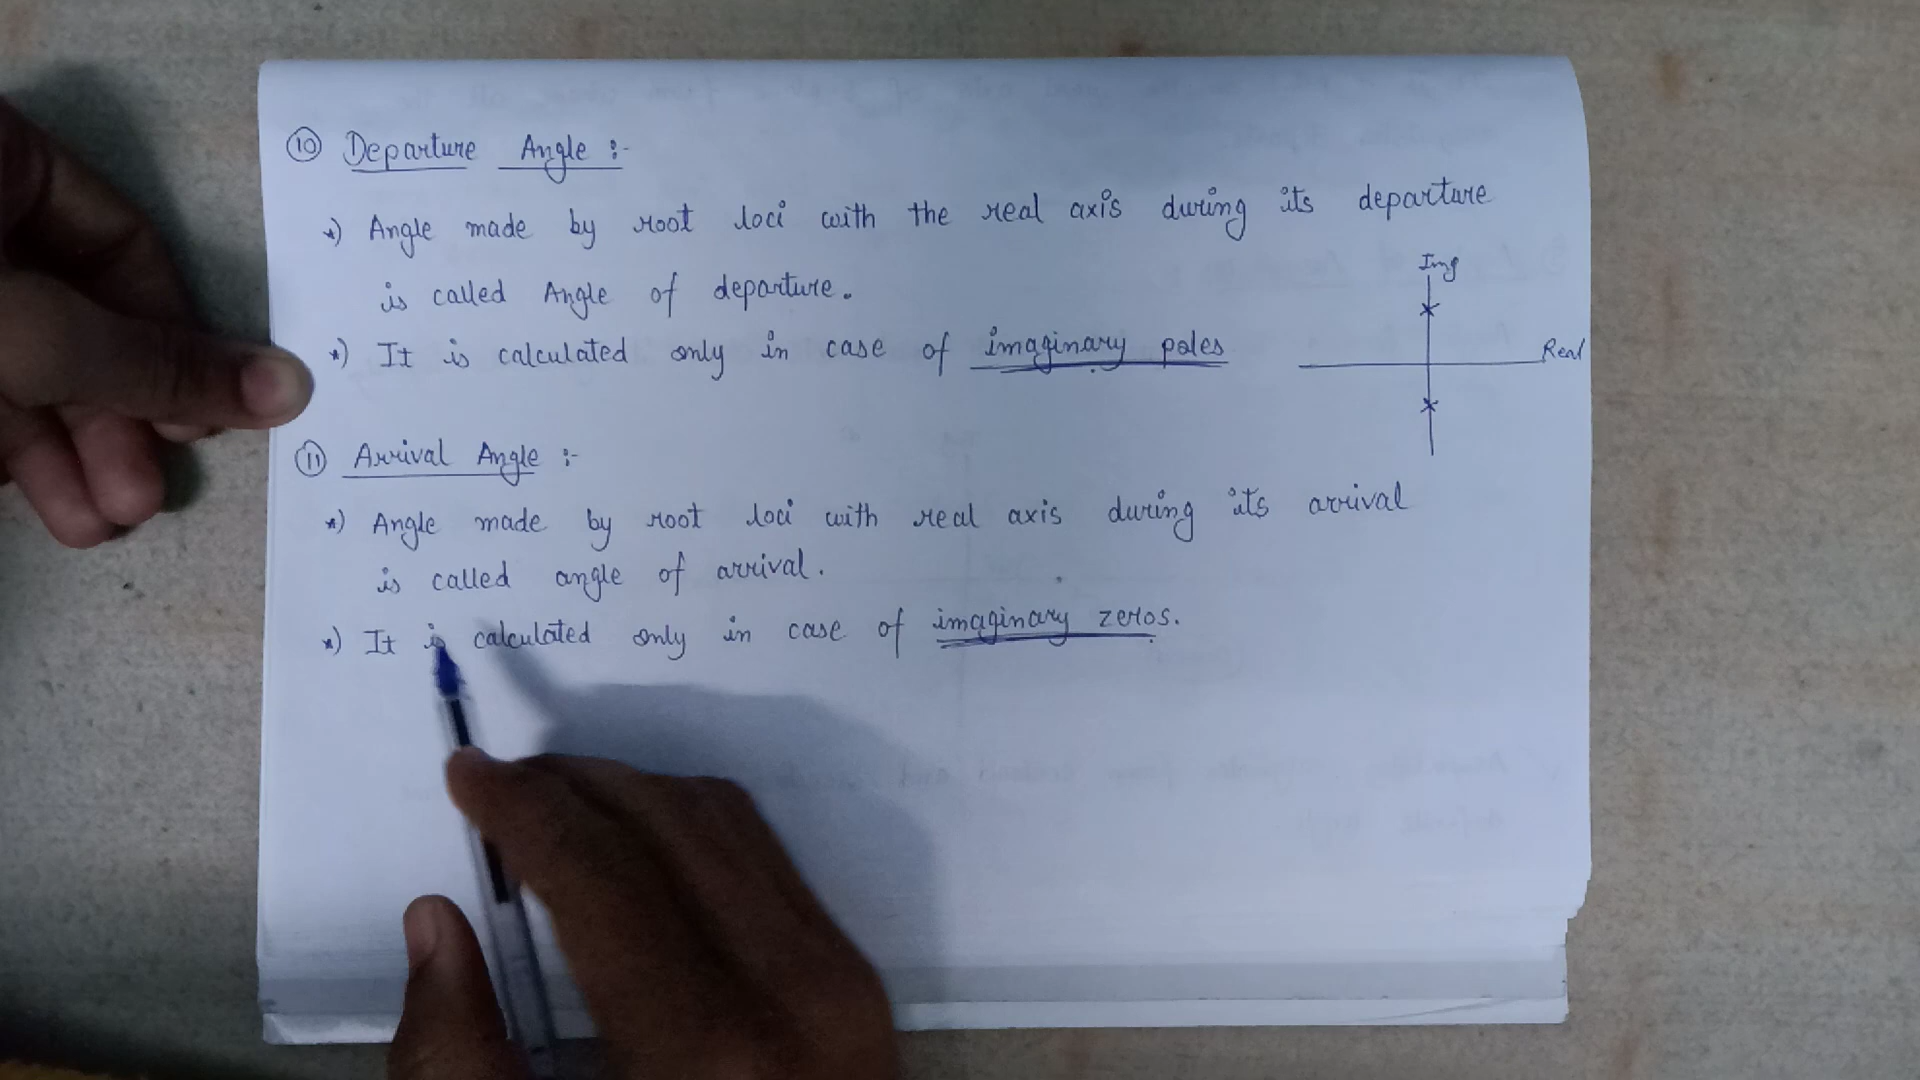 10 Departure Angle :-
*) Angle made by root loci with the real axis during its departure
is called Angle of departure.
*) It is calculated only in case of imaginary poles
Img
Real
11 Arrival Angle :-
*) Angle made by root loci with real axis during its arrival
is called angle of arrival.
*) It is calculated only in case of imaginary zeros.